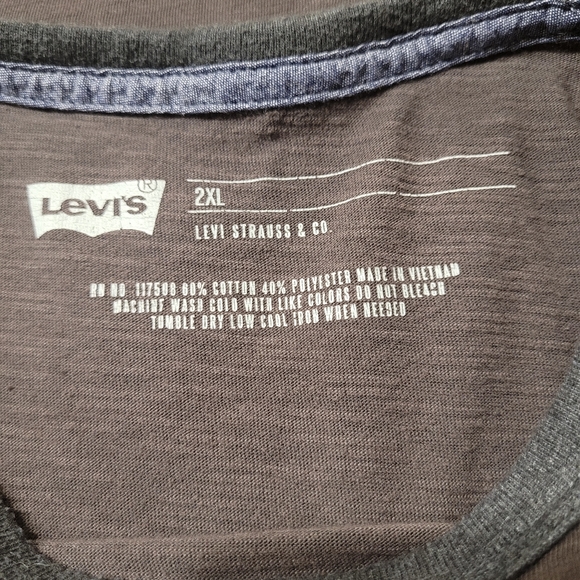 LEVI'S ®
2XL
LEVI STRAUSS & CO.
RN NO. 117506 60% COTTON 40% POLYESTER MADE IN VIETNAM
MACHINE WASH COLD WITH LIKE COLORS DO NOT BLEACH
TUMBLE DRY LOW COOL IRON WHEN NEEDED